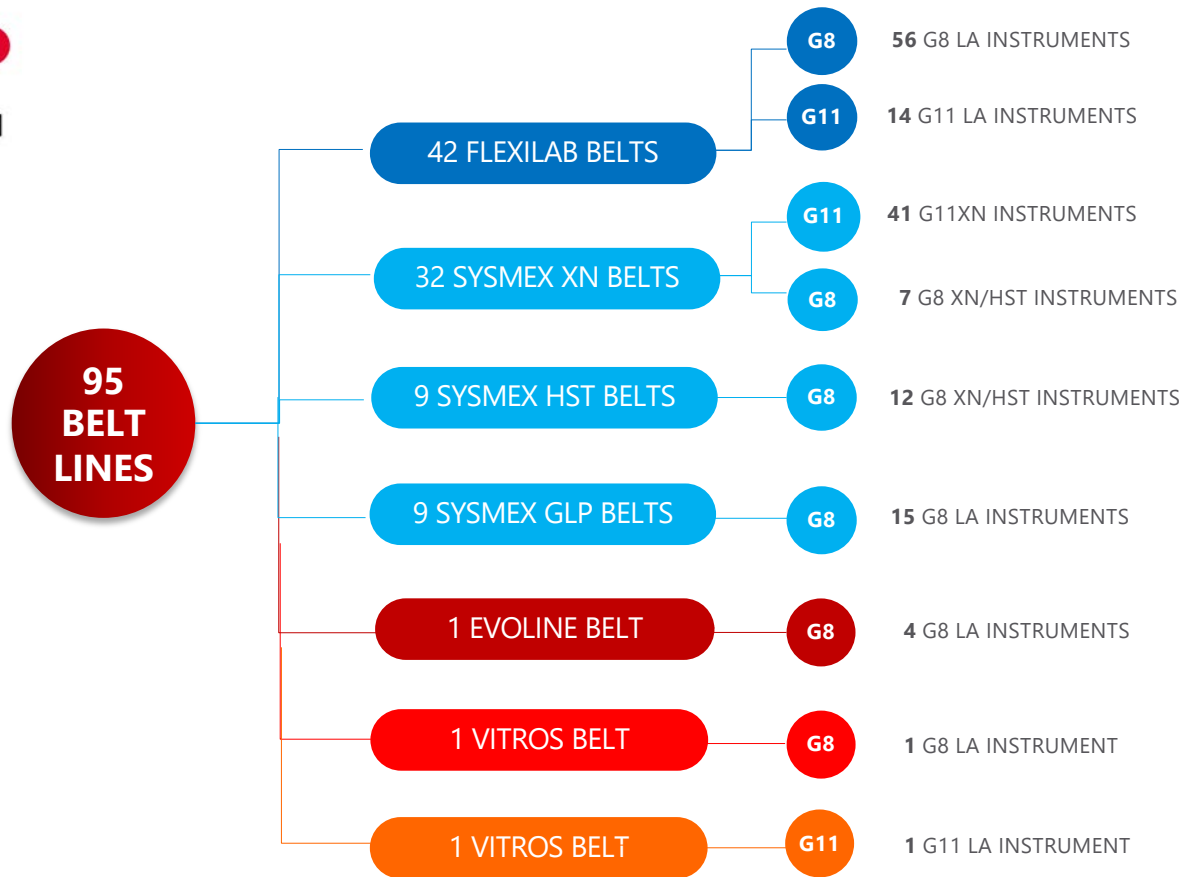 G8 56 G8 LA INSTRUMENTS
G11 14 G11 LA INSTRUMENTS
42 FLEXILAB BELTS
G11 41 G11XN INSTRUMENTS
32 SYSMEX XN BELTS
G8 7 G8 XN/HST INSTRUMENTS
95
BELT
LINES
9 SYSMEX HST BELTS G8 12 G8 XN/HST INSTRUMENTS
9 SYSMEX GLP BELTS G8 15 G8 LA INSTRUMENTS
1 EVOLINE BELT G8 4 G8 LA INSTRUMENTS
1 VITROS BELT G8 1 G8 LA INSTRUMENT
1 VITROS BELT G11 1 G11 LA INSTRUMENT